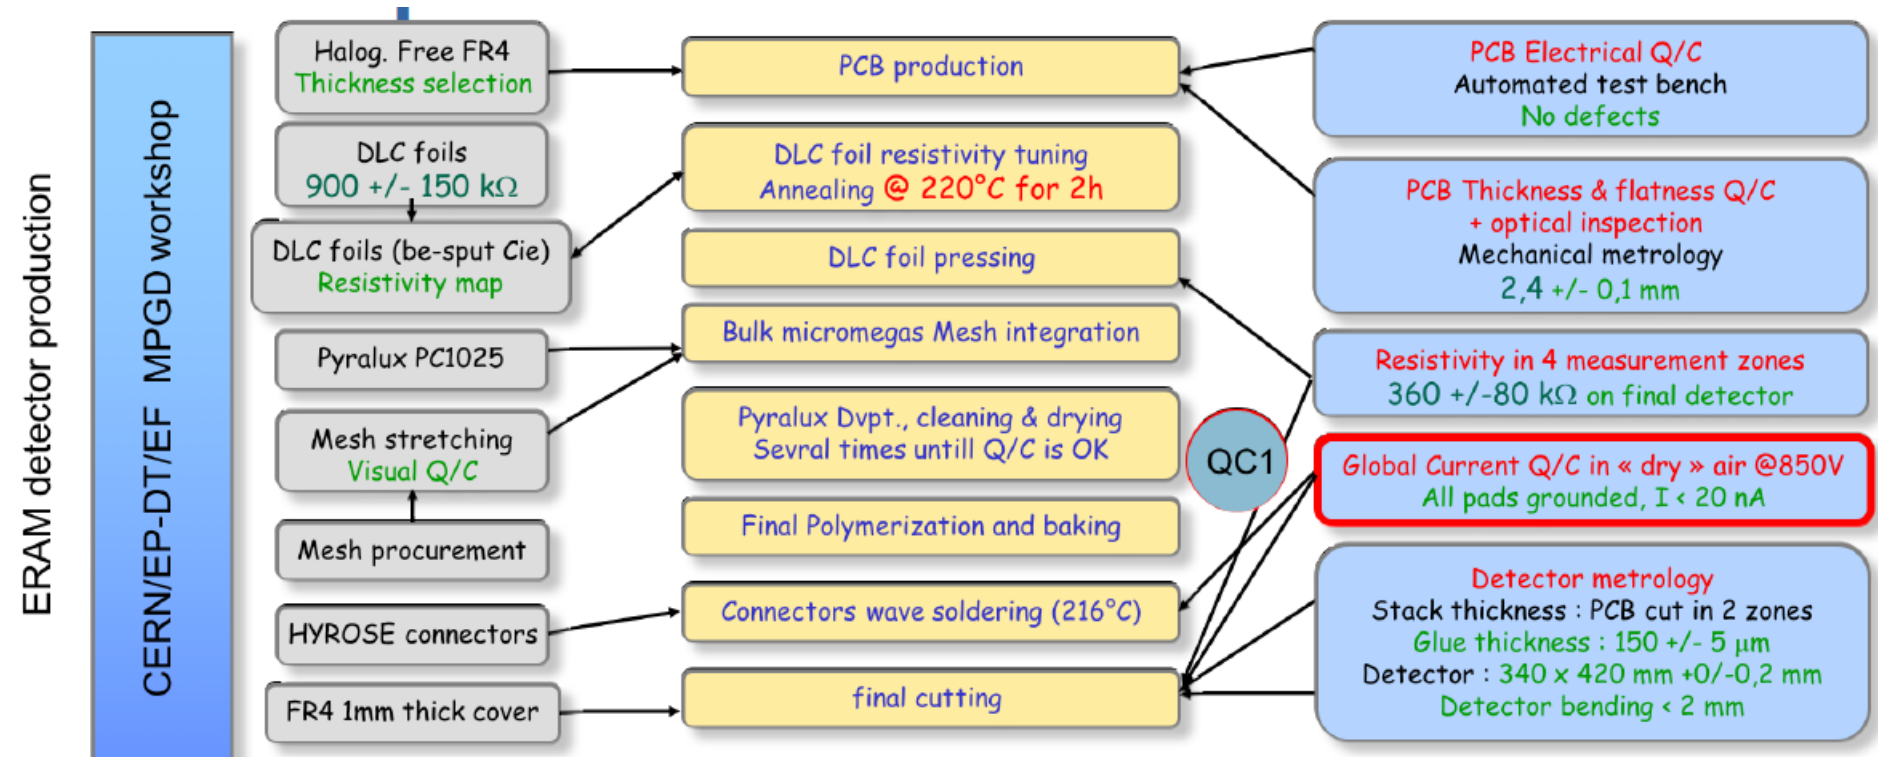 ERAM detector production
CERN/EP-DT/EF MPGD workshop
Halog. Free FR4
Thickness selection
DLC foils
900 +/- 150 kΩ
DLC foils (be-sput Cie)
Resistivity map
Pyralux PC1025
Mesh stretching
Visual Q/C
Mesh procurement
HYROSE connectors
FR4 1mm thick cover
PCB production
DLC foil resistivity tuning
Annealing @ 220°C for 2h
DLC foil pressing
Bulk micromegas Mesh integration
Pyralux Dvpt., cleaning & drying
Sevral times untill Q/C is OK
Final Polymerization and baking
Connectors wave soldering (216°C)
final cutting
QC1
PCB Electrical Q/C
Automated test bench
No defects
PCB Thickness & flatness Q/C
+ optical inspection
Mechanical metrology
2,4 +/- 0,1 mm
Resistivity in 4 measurement zones
360 +/-80 kΩ on final detector
Global Current Q/C in « dry » air @850V
All pads grounded, I < 20 nA
Detector metrology
Stack thickness : PCB cut in 2 zones
Glue thickness : 150 +/- 5 μm
Detector : 340 x 420 mm +0/-0,2 mm
Detector bending < 2 mm